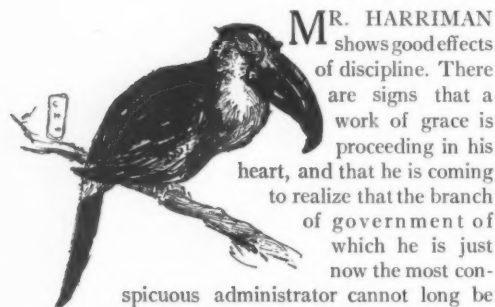 MR. HARRIMAN
shows good effects
of discipline. There
are signs that a
work of grace is
proceeding in his
heart, and that he is coming
to realize that the branch
of government of
which he is just
now the most con-
spicuous administrator cannot long be